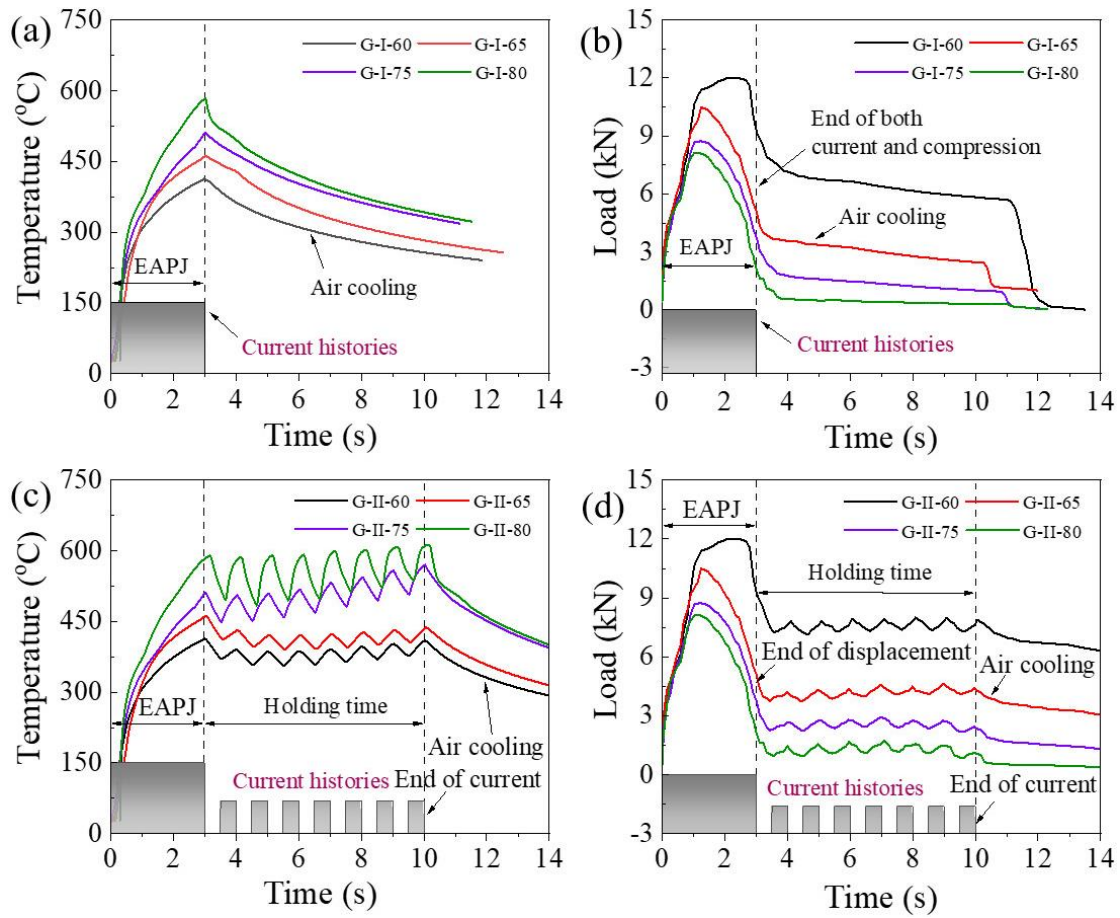 (a)
G-I-60
G-I-65
G-I-75
G-I-80
EAPJ
Air cooling
Current histories
Temperature (°C)
750
600
450
300
150
0
0 2 4 6 8 10 12 14
Time (s)
(b)
G-I-60
G-I-65
G-I-75
G-I-80
End of both
current and compression
Air cooling
EAPJ
Current histories
Load (kN)
15
12
9
6
3
0
-3
0 2 4 6 8 10 12 14
Time (s)
(c)
G-II-60
G-II-65
G-II-75
G-II-80
EAPJ
Holding time
Air cooling
Current histories
End of current
Temperature (°C)
750
600
450
300
150
0
0 2 4 6 8 10 12 14
Time (s)
(d)
EAPJ
G-II-60
G-II-65
G-II-75
G-II-80
Holding time
End of displacement
Air cooling
Current histories
End of current
Load (kN)
15
12
9
6
3
0
-3
0 2 4 6 8 10 12 14
Time (s)